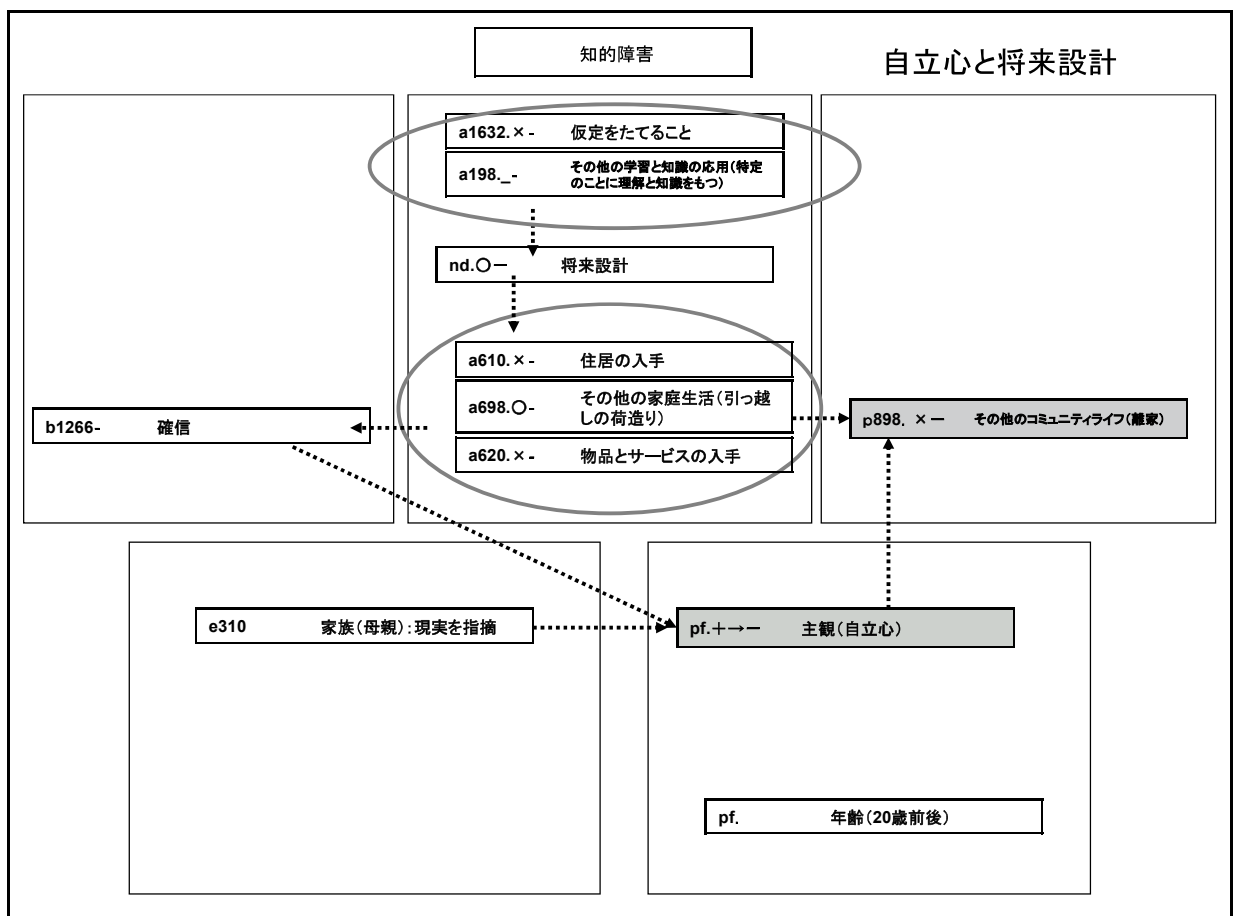 知的障害
自立心と将来設計
a1632.×- 仮定をたてること
a198._- その他の学習と知識の応用(特定
のことに理解と知識をもつ)
nd.○ー 将来設計
a610.×- 住居の入手
a698.○- その他の家庭生活(引っ越
しの荷造り)
a620.×- 物品とサービスの入手
b1266- 確信
p898. ×ー その他のコミュニティライフ(離家)
e310 家族(母親):現実を指摘
pf.+→ー 主観(自立心)
pf. 年齢(20歳前後)